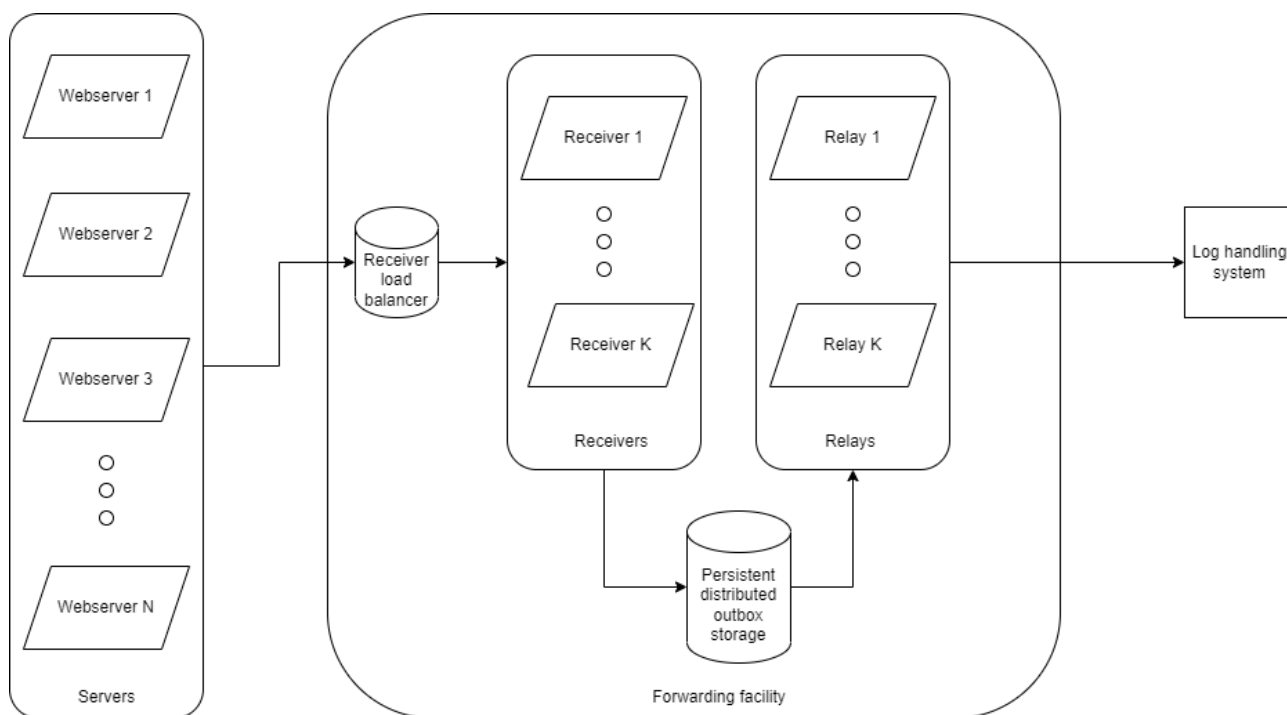 Webserver 1
Webserver 2
Webserver 3
Webserver N
Servers
Receiver
load
balancer
Receiver 1
Receiver K
Receivers
Relay 1
Relay K
Relays
Persistent
distributed
outbox
storage
Forwarding facility
Log handling
system